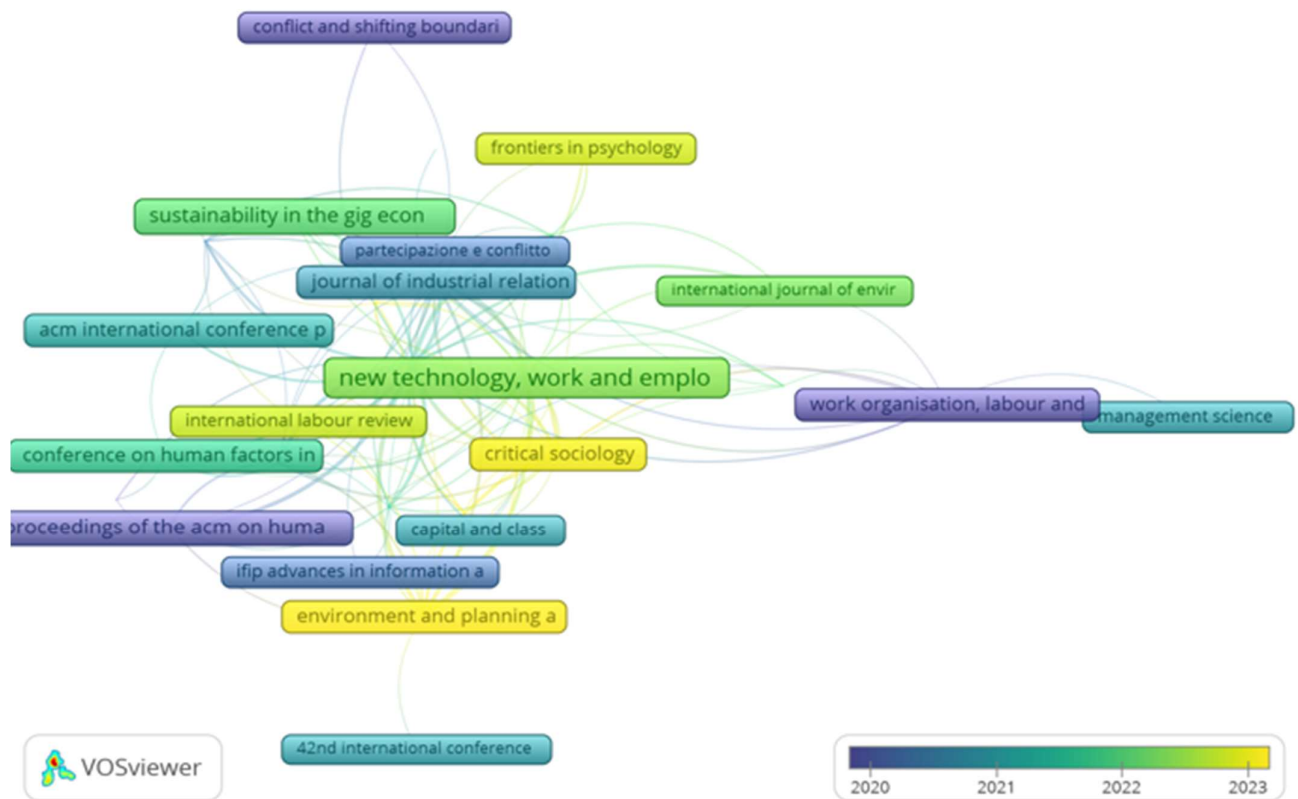 conflict and shifting boundari
frontiers in psychology
sustainability in the gig econ
partecipazione e conflitto
journal of industrial relation
international journal of envir
acm international conference p
new technology, work and emplo
work organisation, labour and
management science
international labour review
critical sociology
conference on human factors in
proceedings of the acm on huma
capital and class
ifip advances in information a
environment and planning a
42nd international conference
VOSviewer
2020 2021 2022 2023